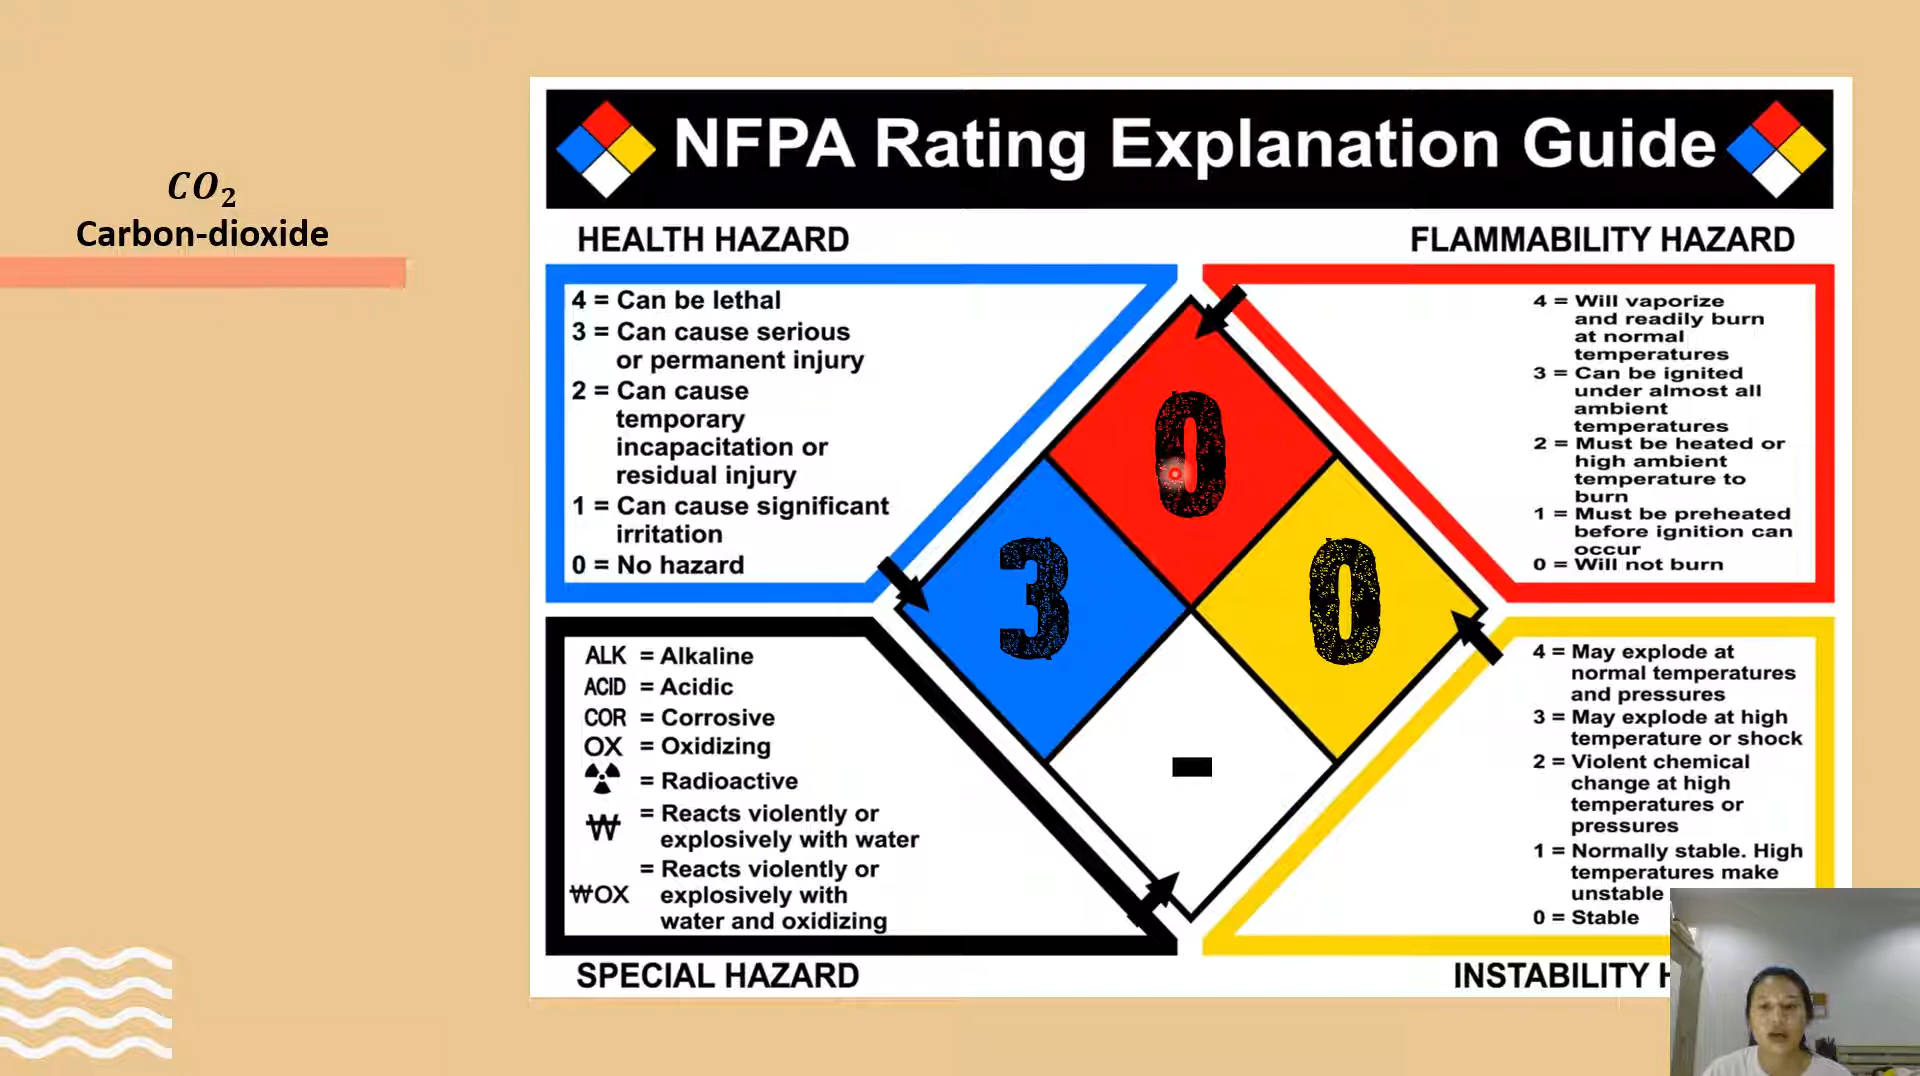 CO2
Carbon-dioxide
NFPA Rating Explanation Guide
HEALTH HAZARD
4 = Can be lethal
3 = Can cause serious
or permanent injury
2 = Can cause
temporary
incapacitation or
residual injury
1 = Can cause significant
irritation
0 = No hazard
FLAMMABILITY HAZARD
4 = Will vaporize
and readily burn
at normal
temperatures
3 = Can be ignited
under almost all
ambient
temperatures
2 = Must be heated or
high ambient
temperature to
burn
1 = Must be preheated
before ignition can
occur
0 = Will not burn
0
3
0
-
ALK = Alkaline
ACID = Acidic
COR = Corrosive
OX = Oxidizing
= Radioactive
W = Reacts violently or
explosively with water
= Reacts violently or
WOX explosively with
water and oxidizing
SPECIAL HAZARD
4 = May explode at
normal temperatures
and pressures
3 = May explode at high
temperature or shock
2 = Violent chemical
change at high
temperatures or
pressures
1 = Normally stable. High
temperatures make
unstable
0 = Stable
INSTABILITY